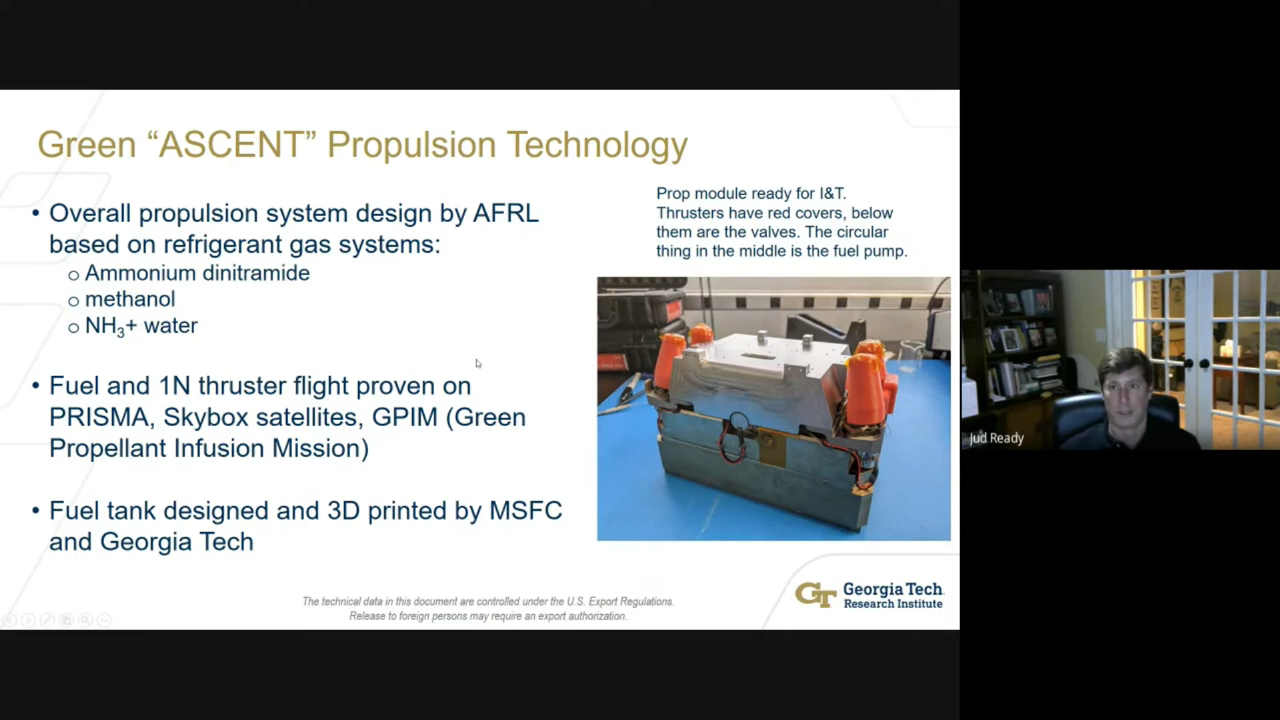 Green “ASCENT” Propulsion Technology
• Overall propulsion system design by AFRL
based on refrigerant gas systems:
o Ammonium dinitramide
o methanol
o NH₃+ water
• Fuel and 1N thruster flight proven on
PRISMA, Skybox satellites, GPIM (Green
Propellant Infusion Mission)
• Fuel tank designed and 3D printed by MSFC
and Georgia Tech
Prop module ready for I&T.
Thrusters have red covers, below
them are the valves. The circular
thing in the middle is the fuel pump.
The technical data in this document are controlled under the U.S. Export Regulations.
Release to foreign persons may require an export authorization.
GT
Georgia Tech
Research Institute
Jud Ready